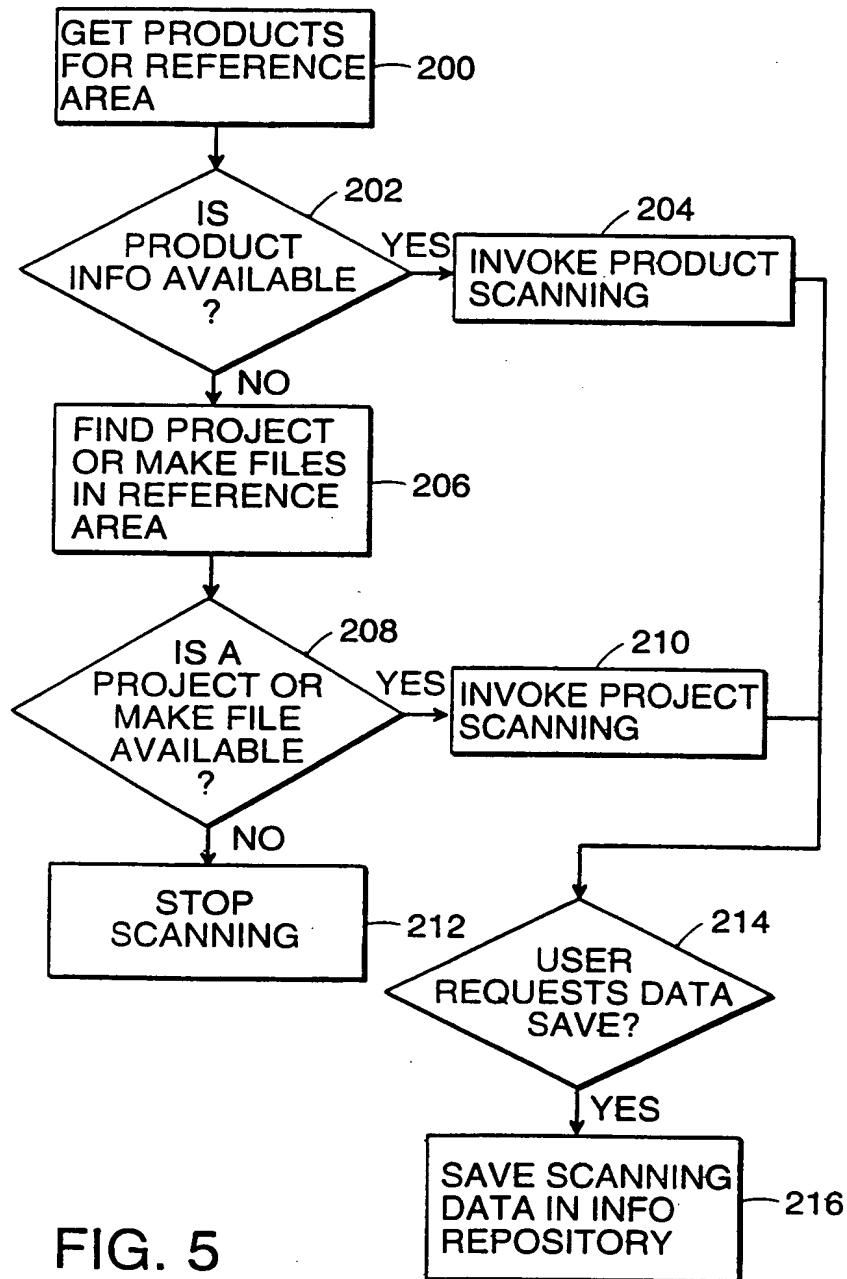 GET PRODUCTS
FOR REFERENCE
AREA
200
202
IS
PRODUCT
INFO AVAILABLE
?
YES
204
INVOKE PRODUCT
SCANNING
NO
FIND PROJECT
OR MAKE FILES
IN REFERENCE
AREA
206
208
IS A
PROJECT OR
MAKE FILE
AVAILABLE
?
YES
210
INVOKE PROJECT
SCANNING
NO
STOP
SCANNING
212
214
USER
REQUESTS DATA
SAVE?
YES
SAVE SCANNING
DATA IN INFO
REPOSITORY
216
FIG. 5